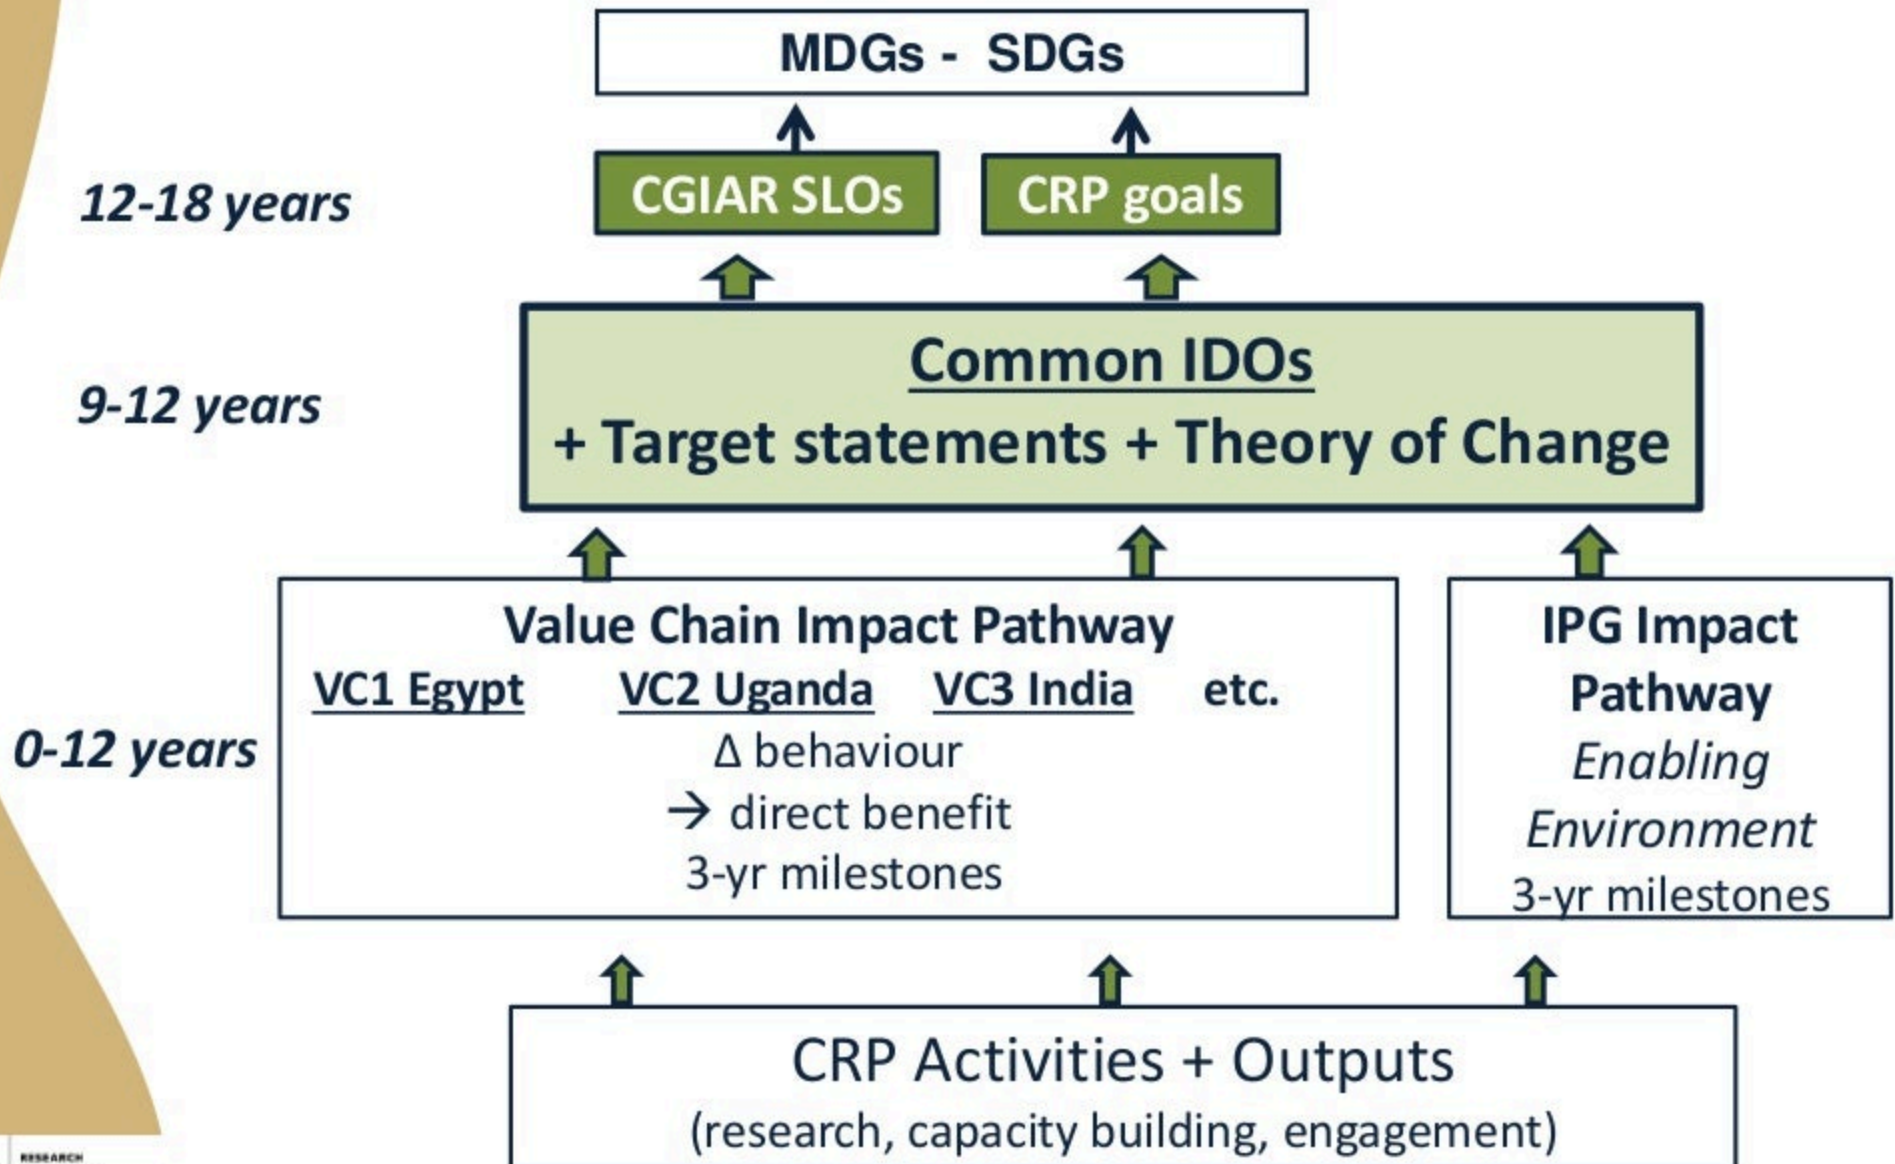 MDGs - SDGs
12-18 years
CGIAR SLOs
CRP goals
9-12 years
Common IDOs
+ Target statements + Theory of Change
0-12 years
Value Chain Impact Pathway
VC1 Egypt VC2 Uganda VC3 India etc.
Δ behaviour
→ direct benefit
3-yr milestones
IPG Impact
Pathway
Enabling
Environment
3-yr milestones
CRP Activities + Outputs
(research, capacity building, engagement)
RESEARCH